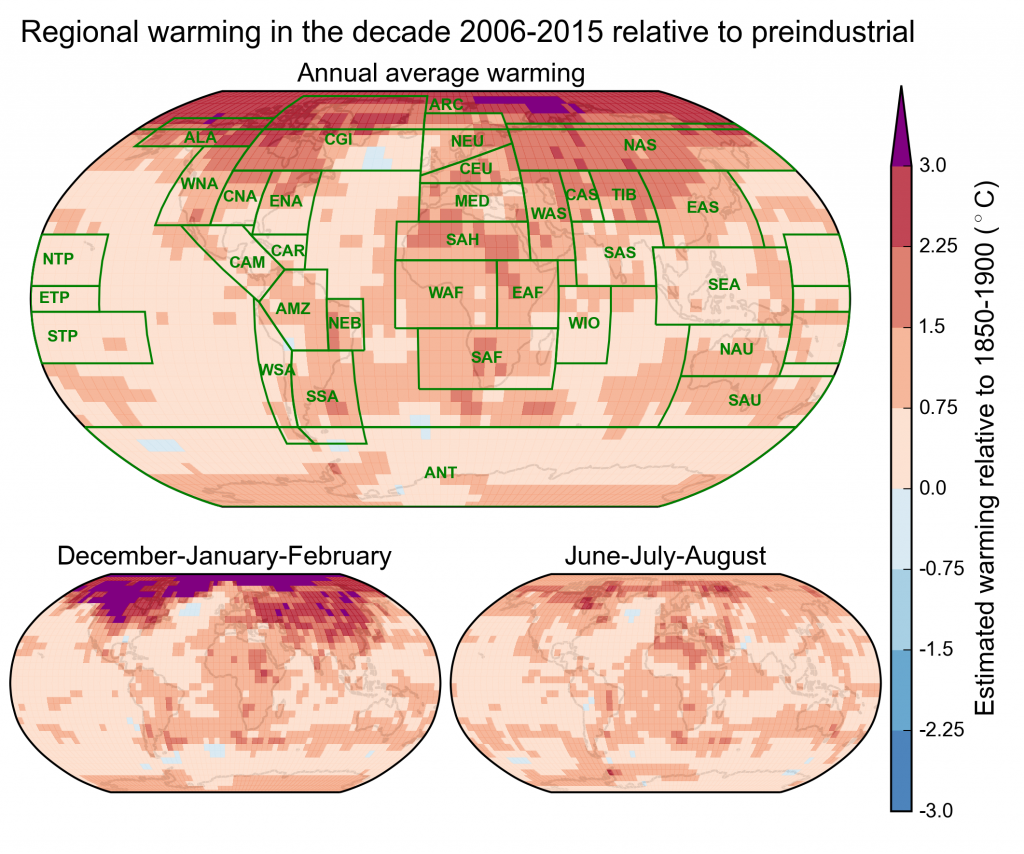 Regional warming in the decade 2006-2015 relative to preindustrial
Annual average warming
ARC
ALA
CGI
NEU
NAS
CEU
WNA
CNA
ENA
MED
WAS
CAS
TIB
EAS
SAH
CAR
CAM
SAS
NTP
SEA
ETP
WAF
EAF
AMZ
NEB
WIO
STP
NAU
SAF
WSA
SSA
SAU
ANT
3.0
2.25
1.5
0.75
0.0
-0.75
-1.5
-2.25
-3.0
Estimated warming relative to 1850-1900 (°C)
December-January-February
June-July-August